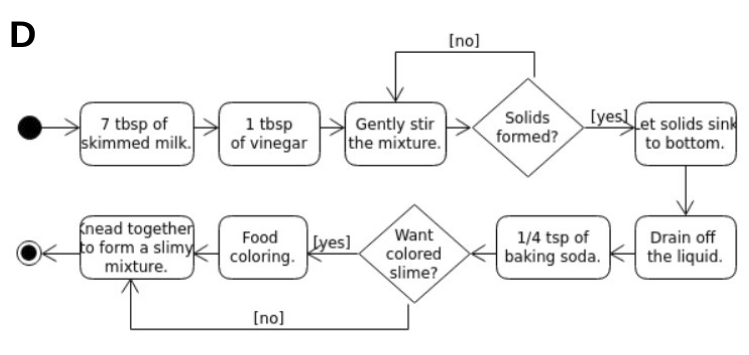 D
[no]
7 tbsp of
skimmed milk.
1 tbsp
of vinegar
Gently stir
the mixture.
Solids
formed?
[yes]
Let solids sink
to bottom.
Knead together
to form a slimy
mixture.
Food
coloring.
[yes]
Want
colored
slime?
1/4 tsp of
baking soda.
Drain off
the liquid.
[no]